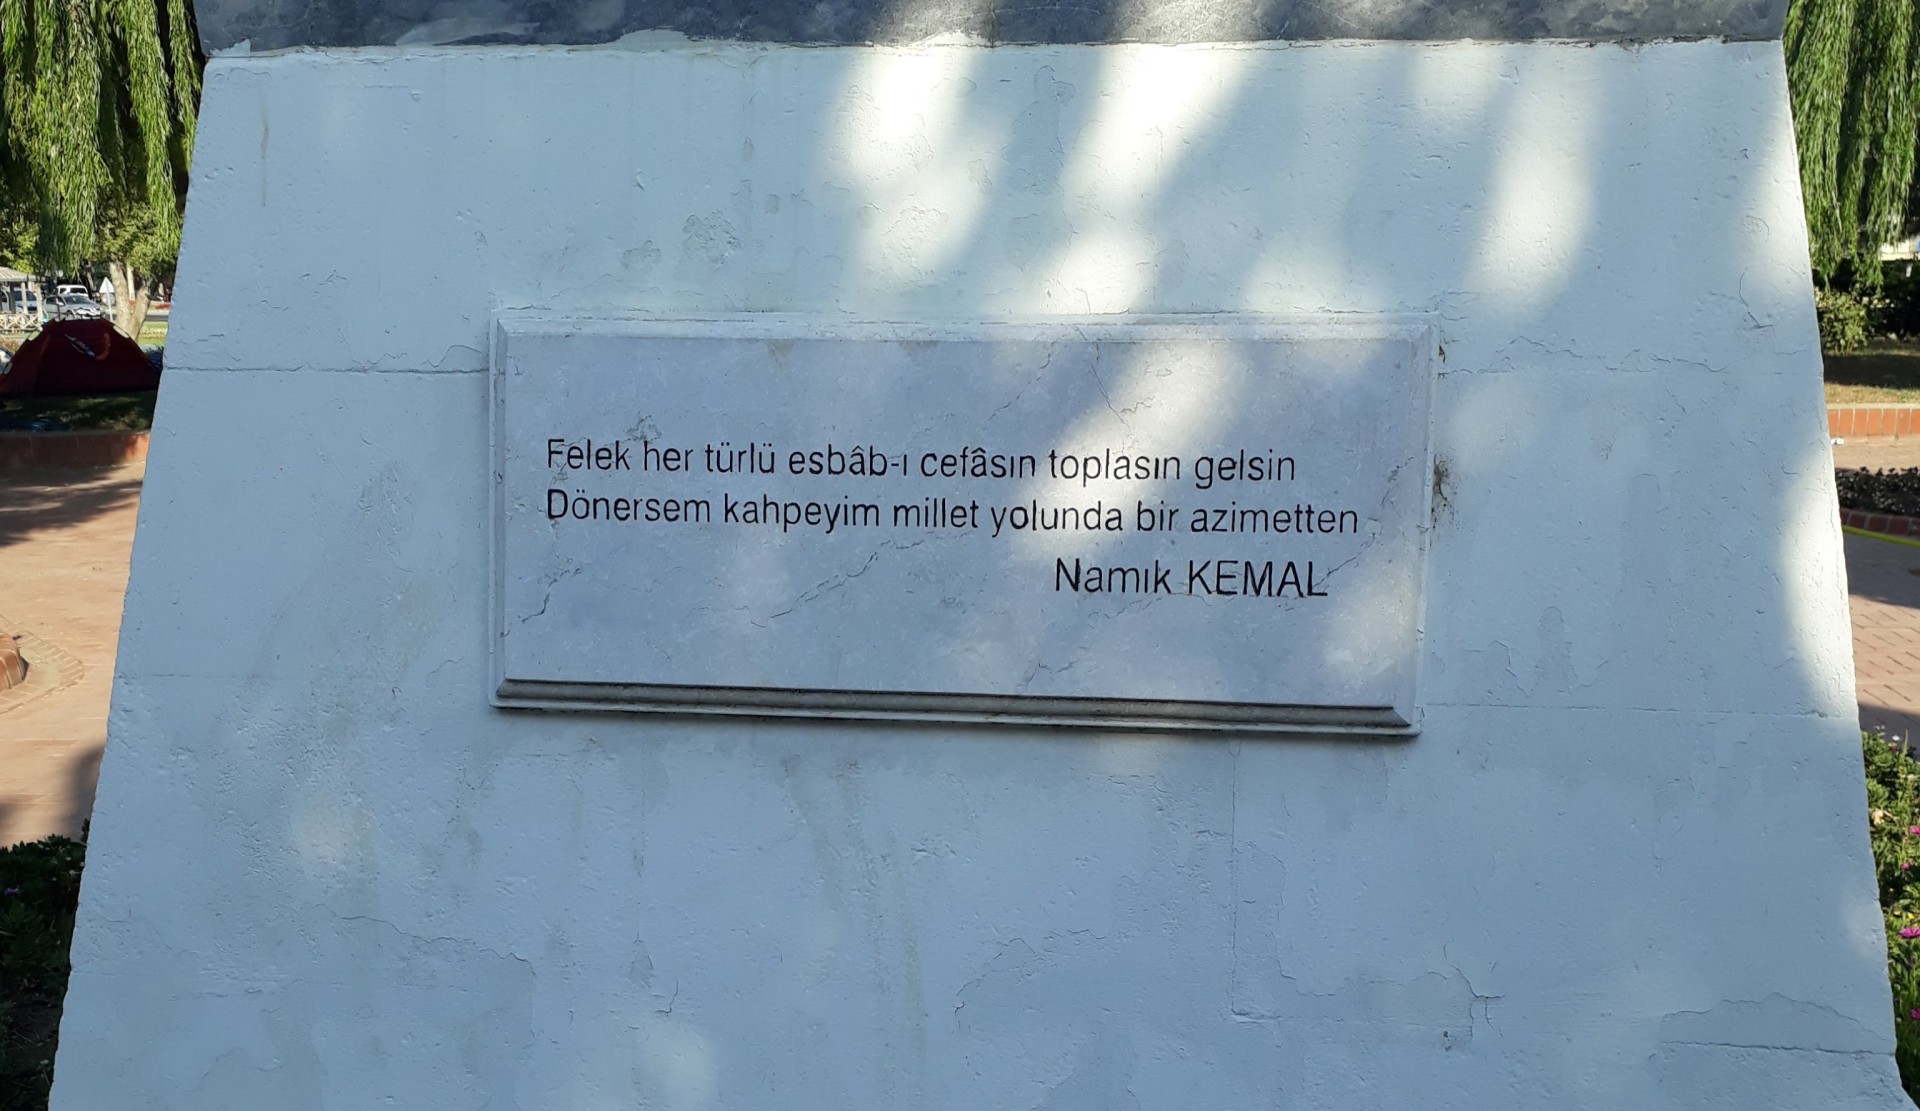 Felek her türlü esbâb-ı cefâsın toplasın gelsin
Dönersem kahpeyim millet yolunda bir azimetten
Namık KEMAL